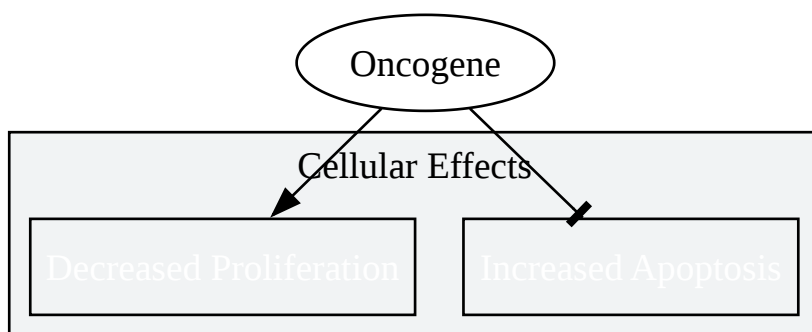 Oncogene
Cellular Effects
Decreased Proliferation
Increased Apoptosis